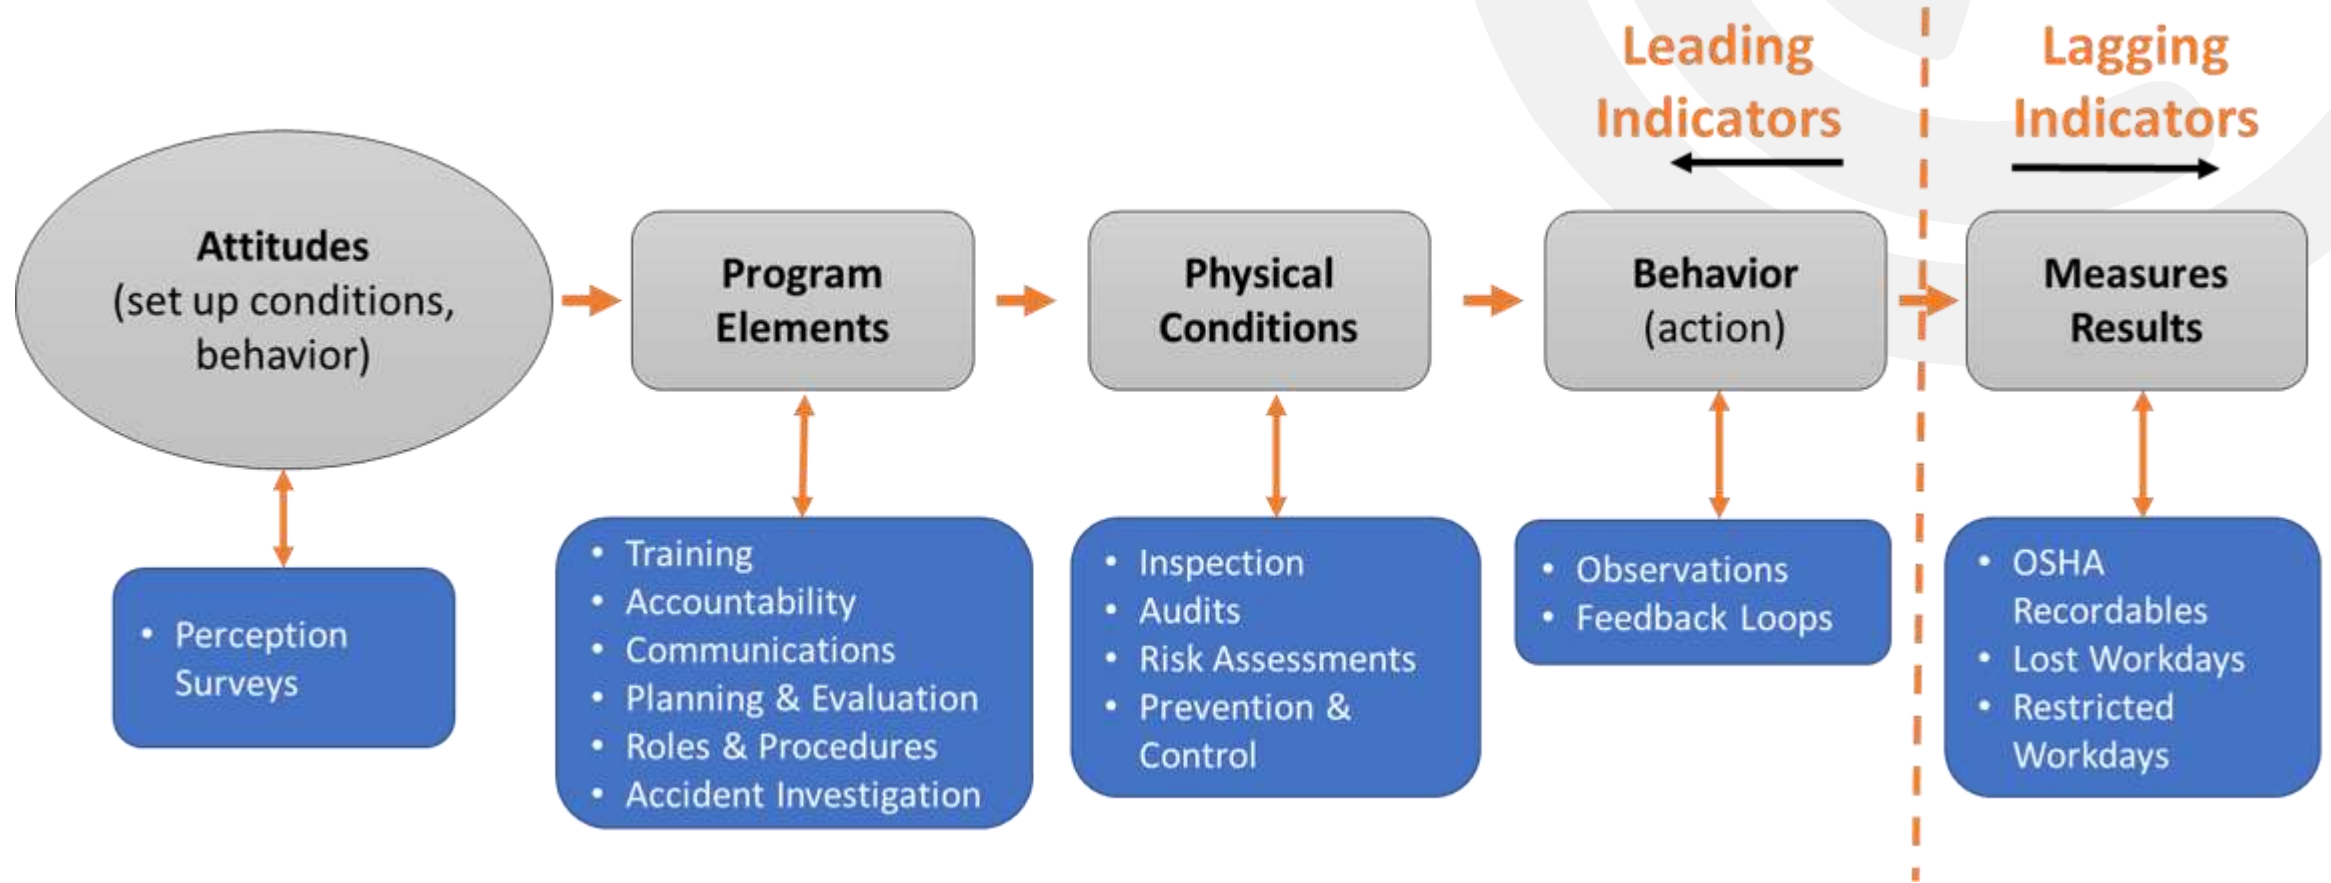 Leading
Indicators
Lagging
Indicators
Attitudes
(set up conditions,
behavior)
Program
Elements
Physical
Conditions
Behavior
(action)
Measures
Results
• Perception
Surveys
• Training
• Accountability
• Communications
• Planning & Evaluation
• Roles & Procedures
• Accident Investigation
• Inspection
• Audits
• Risk Assessments
• Prevention &
Control
• Observations
• Feedback Loops
• OSHA
Recordables
• Lost Workdays
• Restricted
Workdays